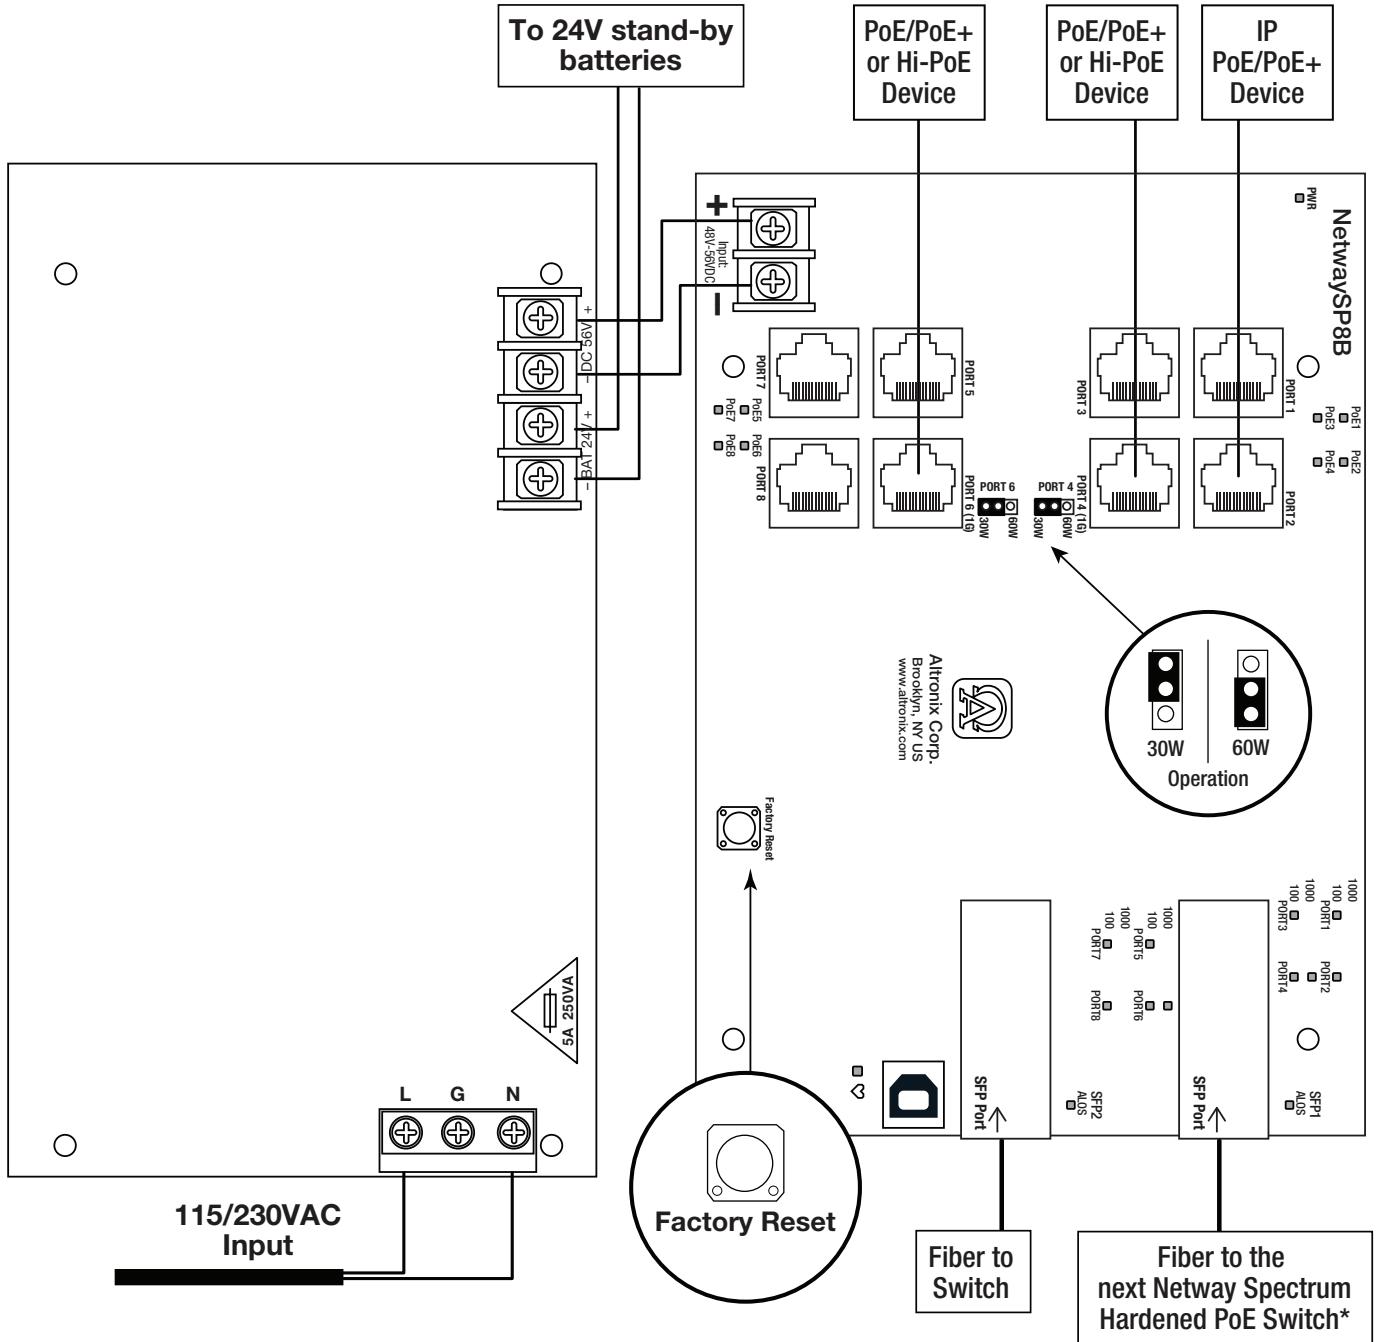 To 24V stand-by
batteries
PoE/PoE+
or Hi-PoE
Device
PoE/PoE+
or Hi-PoE
Device
IP
PoE/PoE+
Device
+
Input:
48V-56VDC
–
PWR
NetwaySP8B
– DC 56V +
– BAT 24V +
PORT 7
PORT 5
PORT 3
PORT 1
PoE7
PoE5
PoE8
PoE6
PoE3
PoE1
PoE4
PoE2
PORT 8
PORT 6 (1G)
PORT 6
30W
60W
PORT 4
30W
60W
PORT 4 (1G)
PORT 2
30W
60W
Operation
Altronix Corp.
Brooklyn, NY US
www.altronix.com
Factory Reset
5A 250VA
L G N
115/230VAC
Input
Factory Reset
1000
100
PORT7
1000
100
PORT5
PORT8
PORT6
1000
100
PORT3
1000
100
PORT1
PORT4
PORT2
SFP Port
SFP2
ALOS
SFP Port
SFP1
ALOS
Fiber to
Switch
Fiber to the
next Netway Spectrum
Hardened PoE Switch*